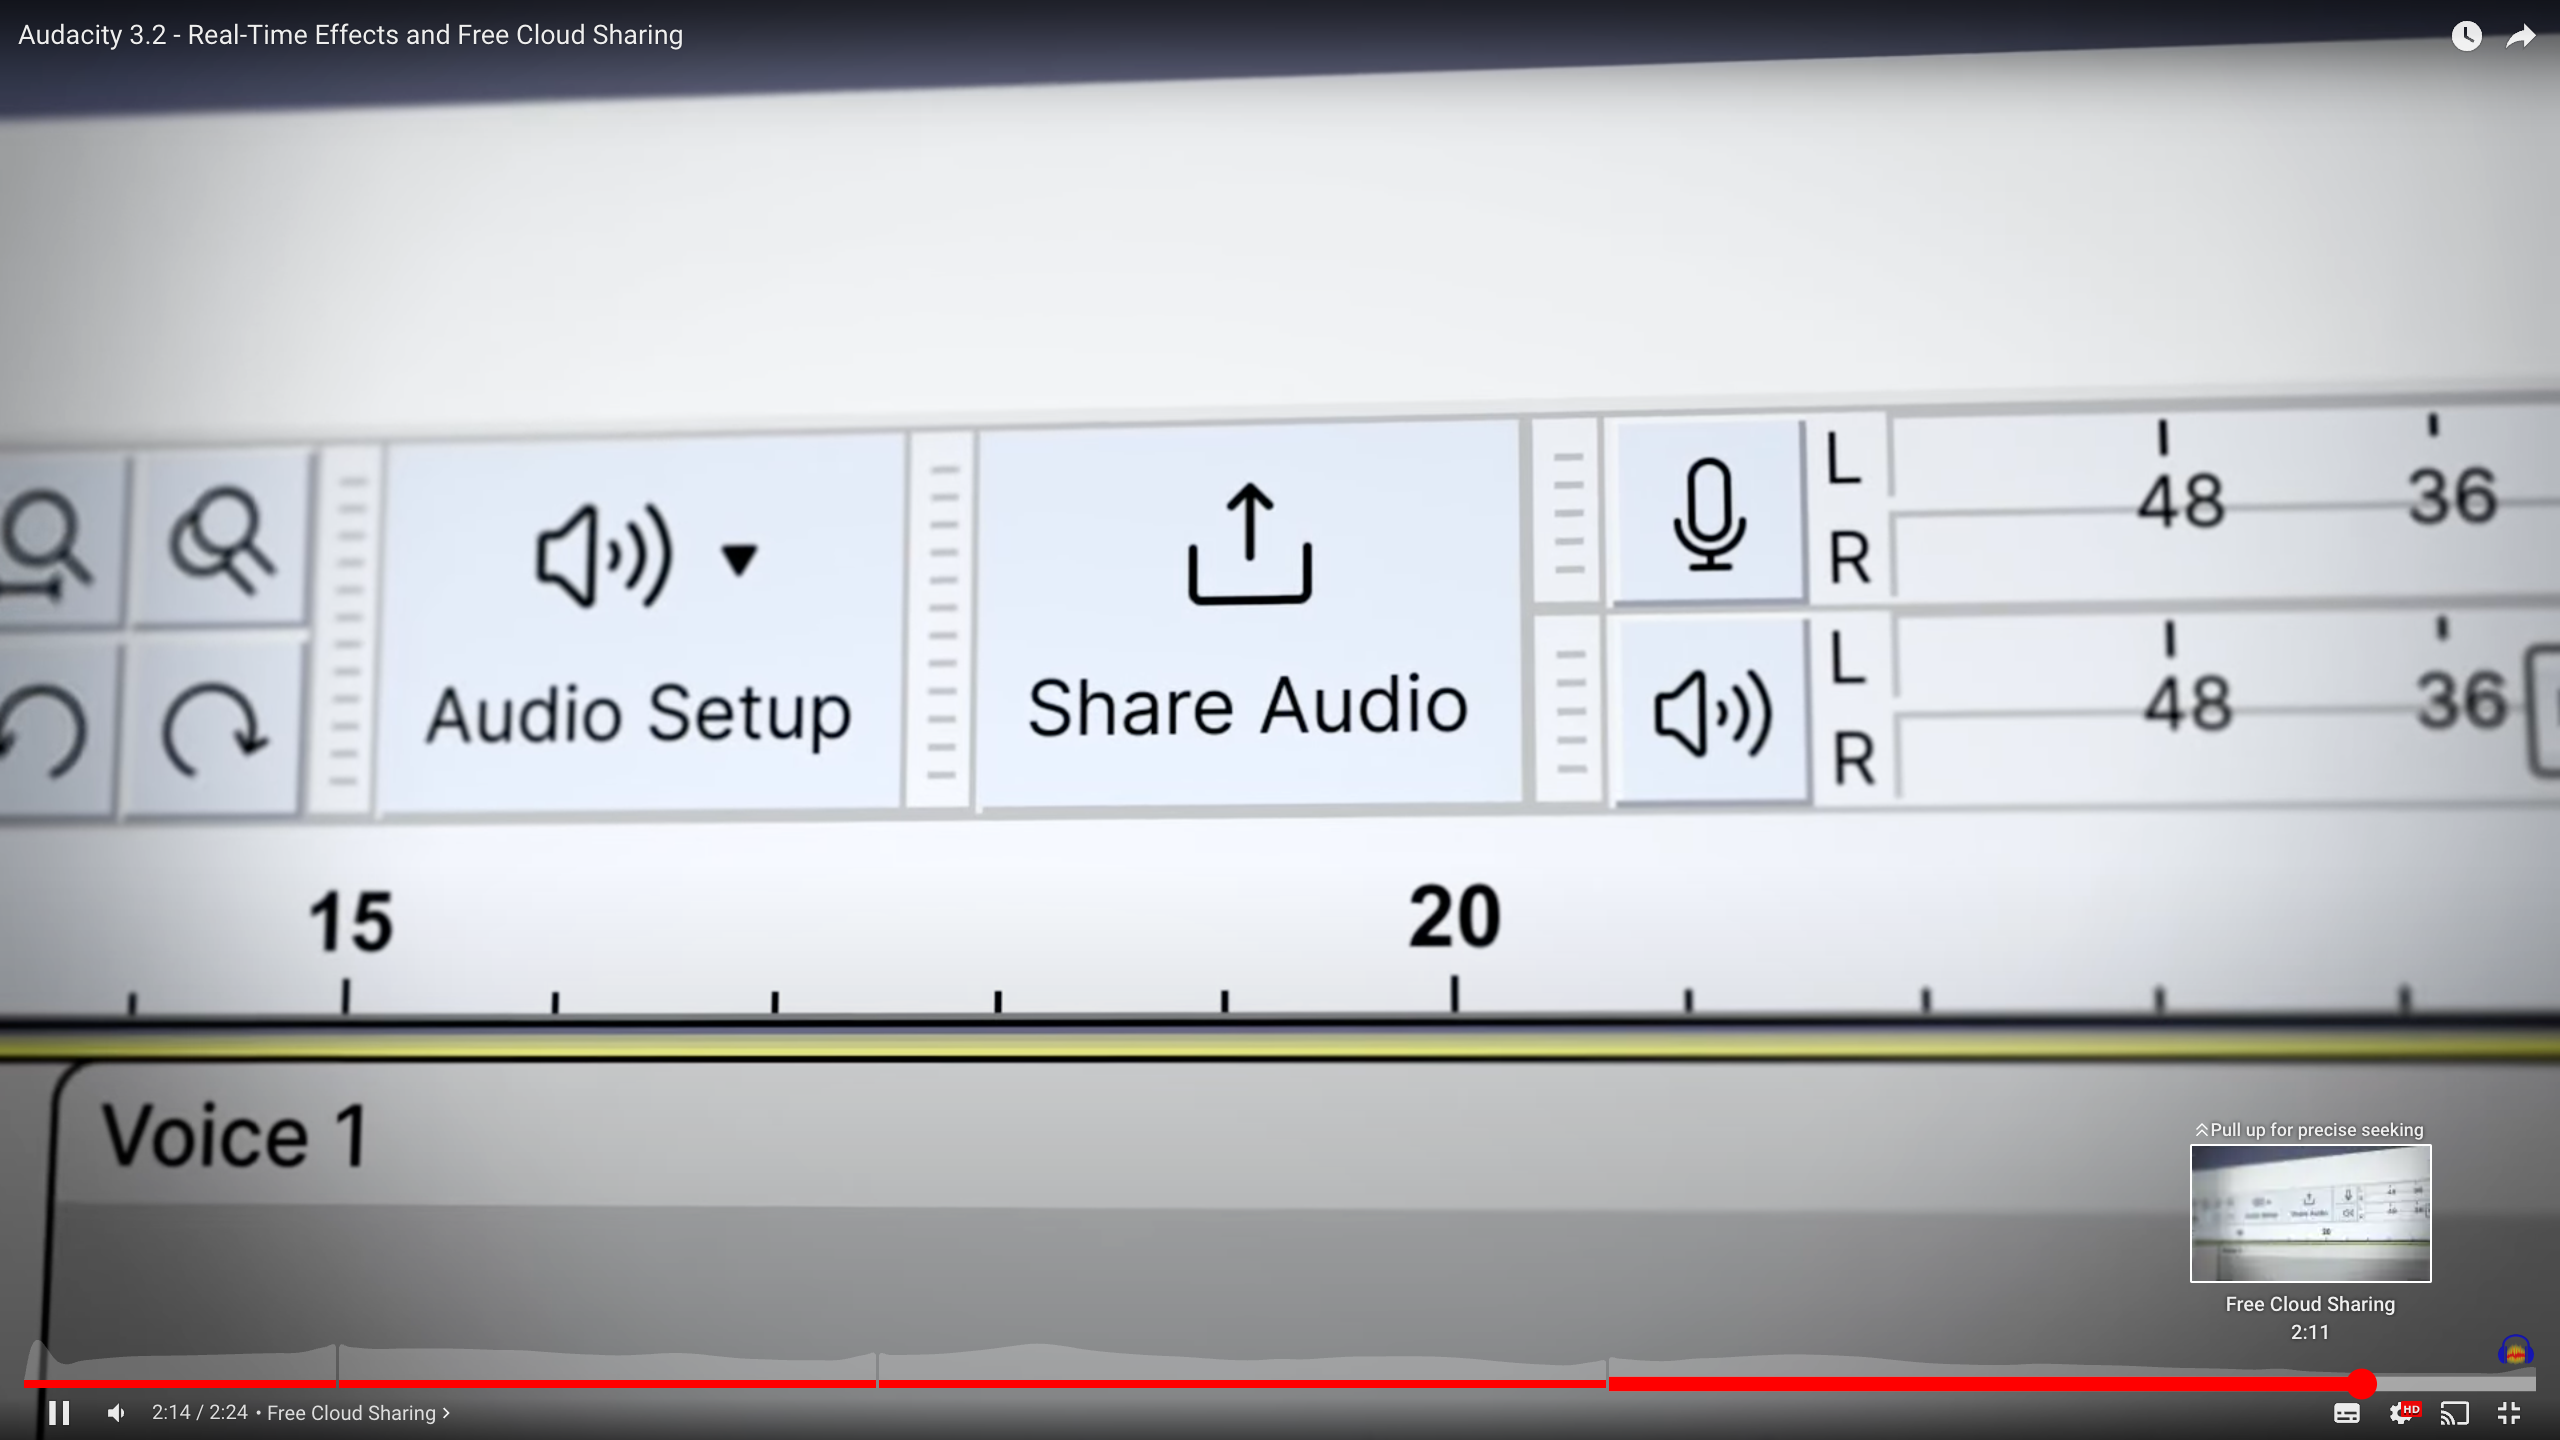 Audacity 3.2 - Real-Time Effects and Free Cloud Sharing
L
R
48
36
Audio Setup
Share Audio
L
R
48
36
15
20
Voice 1
Pull up for precise seeking
Free Cloud Sharing
2:11
2:14 / 2:24 • Free Cloud Sharing
HD